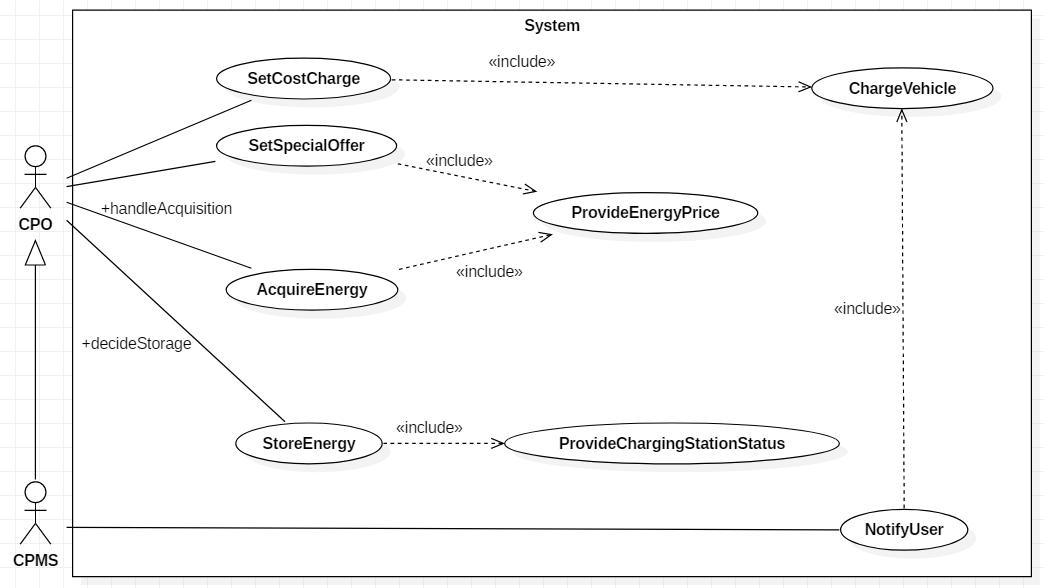 System
SetCostCharge
«include»
ChargeVehicle
SetSpecialOffer
«include»
CPO
+handleAcquisition
ProvideEnergyPrice
«include»
AcquireEnergy
«include»
+decideStorage
StoreEnergy
«include»
ProvideChargingStationStatus
CPMS
NotifyUser